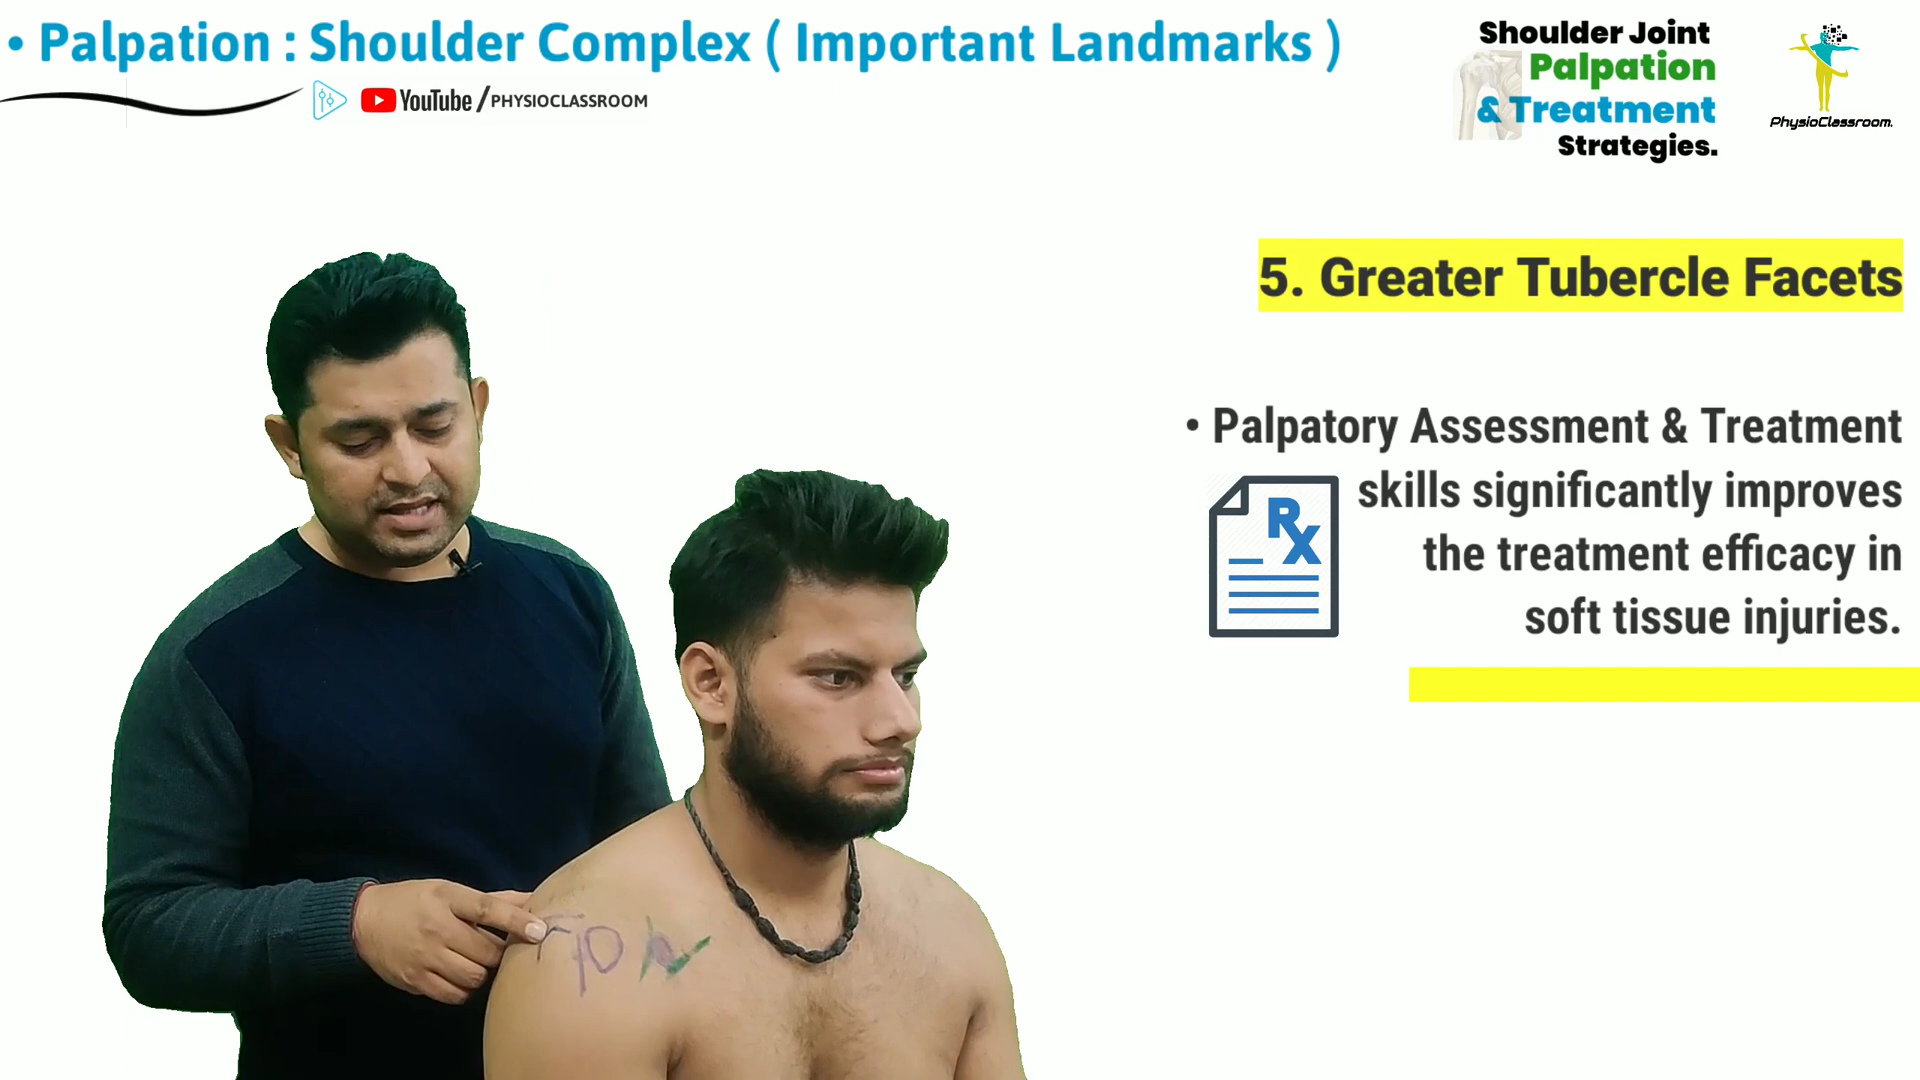 • Palpation : Shoulder Complex ( Important Landmarks )
YouTube /PHYSIOCLASSROOM
Shoulder Joint
Palpation
& Treatment
Strategies.
PhysioClassroom.
5. Greater Tubercle Facets
• Palpatory Assessment & Treatment
skills significantly improves
the treatment efficacy in
soft tissue injuries.
Rx